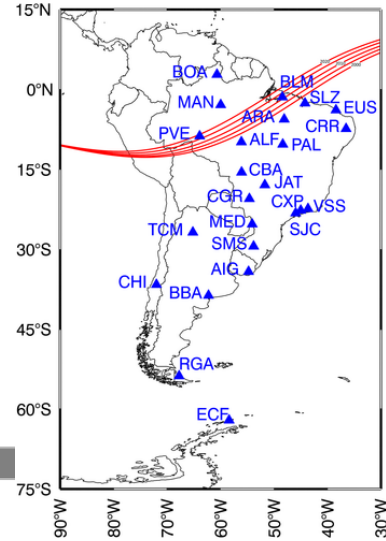 15°N
BOA
0°N
BLM
MAN
SLZ
EUS
ARA
CRR
PVE
ALF
PAL
15°S
CBA
JAT
CGR
CXP
VSS
MED
TCM
SJC
30°S
SMS
AIG
CHI
BBA
45°S
RGA
60°S
ECF
75°S
90°W 80°W 70°W 60°W 50°W 40°W 30°W